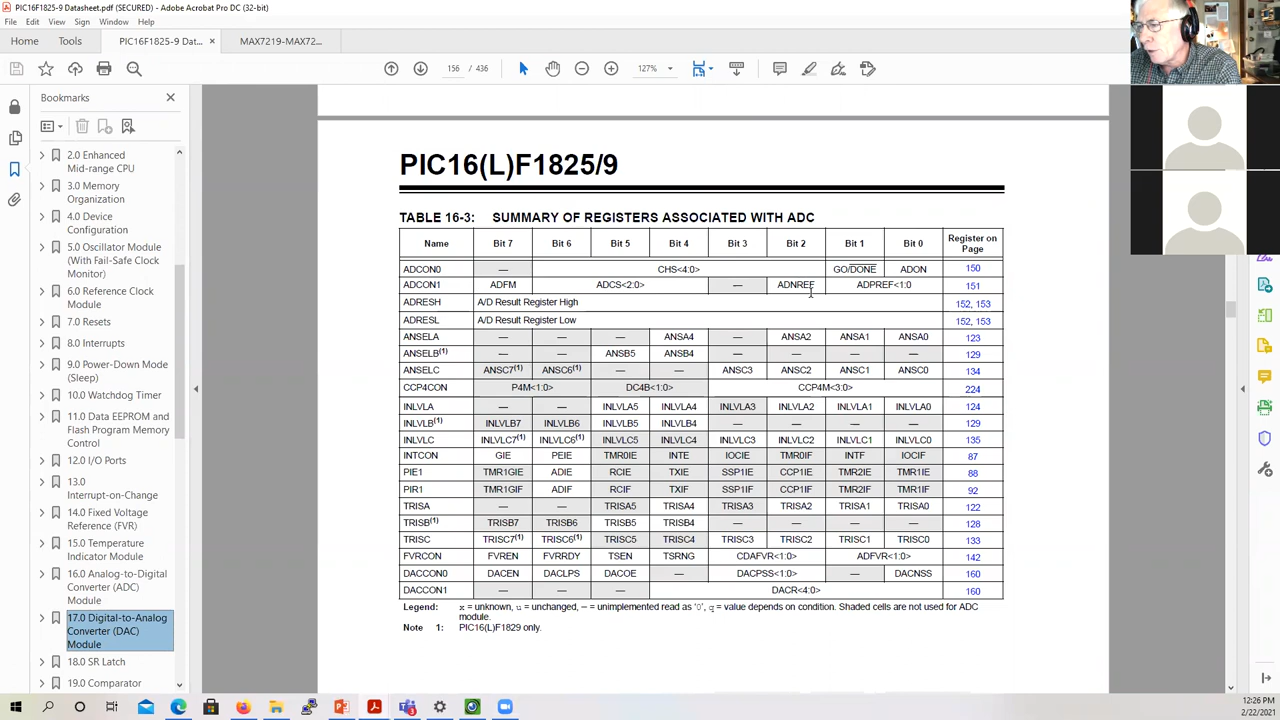 PIC16F1825-9 Datasheet.pdf (SECURED) - Adobe Acrobat Pro DC (32-bit)
File Edit View Sign Window Help
Home Tools PIC16F1825-9 Dat... × MAX7219-MAX72...
156 / 436 127%
Bookmarks
2.0 Enhanced
Mid-range CPU
3.0 Memory
Organization
4.0 Device
Configuration
5.0 Oscillator Module
(With Fail-Safe Clock
Monitor)
6.0 Reference Clock
Module
7.0 Resets
8.0 Interrupts
9.0 Power-Down Mode
(Sleep)
10.0 Watchdog Timer
11.0 Data EEPROM and
Flash Program Memory
Control
12.0 I/O Ports
13.0
Interrupt-on-Change
14.0 Fixed Voltage
Reference (FVR)
15.0 Temperature
Indicator Module
16.0 Analog-to-Digital
Converter (ADC)
Module
17.0 Digital-to-Analog
Converter (DAC)
Module
18.0 SR Latch
19.0 Comparator
PIC16(L)F1825/9
TABLE 16-3: SUMMARY OF REGISTERS ASSOCIATED WITH ADC
Name Bit 7 Bit 6 Bit 5 Bit 4 Bit 3 Bit 2 Bit 1 Bit 0 Register on Page
ADCON0 — CHS<4:0> GO/DONE ADON 150
ADCON1 ADFM ADCS<2:0> — ADNREF ADPREF<1:0> 151
ADRESH A/D Result Register High 152, 153
ADRESL A/D Result Register Low 152, 153
ANSELA — — — ANSA4 — ANSA2 ANSA1 ANSA0 123
ANSELB(1) — — ANSB5 ANSB4 — — — — 129
ANSELC ANSC7(1) ANSC6(1) — — ANSC3 ANSC2 ANSC1 ANSC0 134
CCP4CON P4M<1:0> DC4B<1:0> CCP4M<3:0> 224
INLVLA — — INLVLA5 INLVLA4 INLVLA3 INLVLA2 INLVLA1 INLVLA0 124
INLVLB(1) INLVLB7 INLVLB6 INLVLB5 INLVLB4 — — — — 129
INLVLC INLVLC7(1) INLVLC6(1) INLVLC5 INLVLC4 INLVLC3 INLVLC2 INLVLC1 INLVLC0 135
INTCON GIE PEIE TMR0IE INTE IOCIE TMR0IF INTF IOCIF 87
PIE1 TMR1GIE ADIE RCIE TXIE SSP1IE CCP1IE TMR2IE TMR1IE 88
PIR1 TMR1GIF ADIF RCIF TXIF SSP1IF CCP1IF TMR2IF TMR1IF 92
TRISA — — TRISA5 TRISA4 TRISA3 TRISA2 TRISA1 TRISA0 122
TRISB(1) TRISB7 TRISB6 TRISB5 TRISB4 — — — — 128
TRISC TRISC7(1) TRISC6(1) TRISC5 TRISC4 TRISC3 TRISC2 TRISC1 TRISC0 133
FVRCON FVREN FVRRDY TSEN TSRNG CDAFVR<1:0> ADFVR<1:0> 142
DACCON0 DACEN DACLPS DACOE — DACPSS<1:0> — DACNSS 160
DACCON1 — — — DACR<4:0> 160
Legend: x = unknown, u = unchanged, – = unimplemented read as '0', q = value depends on condition. Shaded cells are not used for ADC
module.
Note 1: PIC16(L)F1829 only.
12:26 PM
2/22/2021